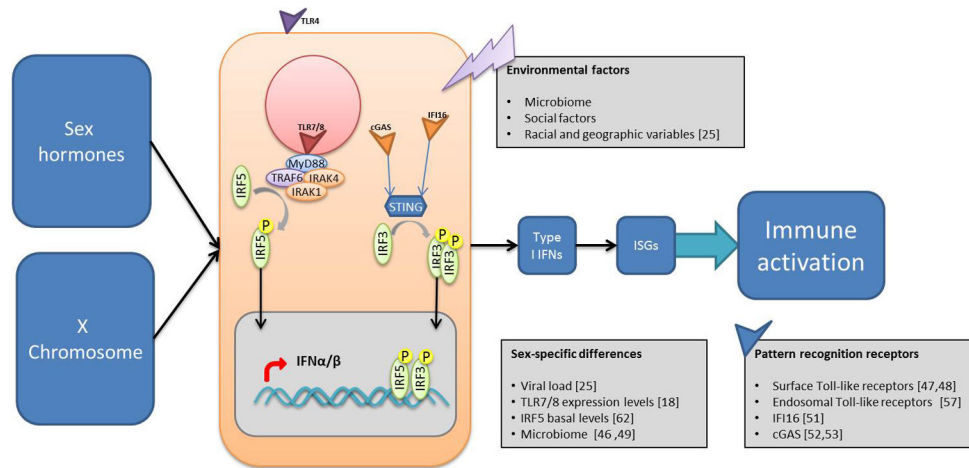 TLR4
Sex
hormones
X
Chromosome
TLR7/8
MyD88
TRAF6
IRAK4
IRAK1
IRF5
IRF5
P
cGAS
IFI16
STING
IRF3
IRF3
P
IRF3
P
IFNα/β
IRF5
P
IRF3
P
Environmental factors
• Microbiome
• Social factors
• Racial and geographic variables [25]
Type
I IFNs
ISGs
Immune
activation
Sex-specific differences
• Viral load [25]
• TLR7/8 expression levels [18]
• IRF5 basal levels [62]
• Microbiome [46 ,49]
Pattern recognition receptors
• Surface Toll-like receptors [47,48]
• Endosomal Toll-like receptors [57]
• IFI16 [51]
• cGAS [52,53]